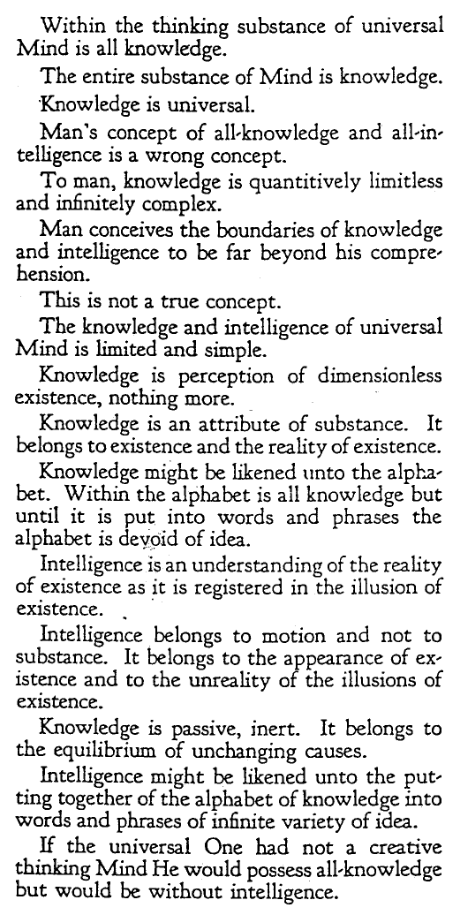 Within the thinking substance of universal
Mind is all knowledge.
The entire substance of Mind is knowledge.
Knowledge is universal.
Man's concept of all-knowledge and all-in-
telligence is a wrong concept.
To man, knowledge is quantitively limitless
and infinitely complex.
Man conceives the boundaries of knowledge
and intelligence to be far beyond his compre-
hension.
This is not a true concept.
The knowledge and intelligence of universal
Mind is limited and simple.
Knowledge is perception of dimensionless
existence, nothing more.
Knowledge is an attribute of substance. It
belongs to existence and the reality of existence.
Knowledge might be likened unto the alpha-
bet. Within the alphabet is all knowledge but
until it is put into words and phrases the
alphabet is devoid of idea.
Intelligence is an understanding of the reality
of existence as it is registered in the illusion of
existence.
Intelligence belongs to motion and not to
substance. It belongs to the appearance of ex-
istence and to the unreality of the illusions of
existence.
Knowledge is passive, inert. It belongs to
the equilibrium of unchanging causes.
Intelligence might be likened unto the put-
ting together of the alphabet of knowledge into
words and phrases of infinite variety of idea.
If the universal One had not a creative
thinking Mind He would possess all-knowledge
but would be without intelligence.